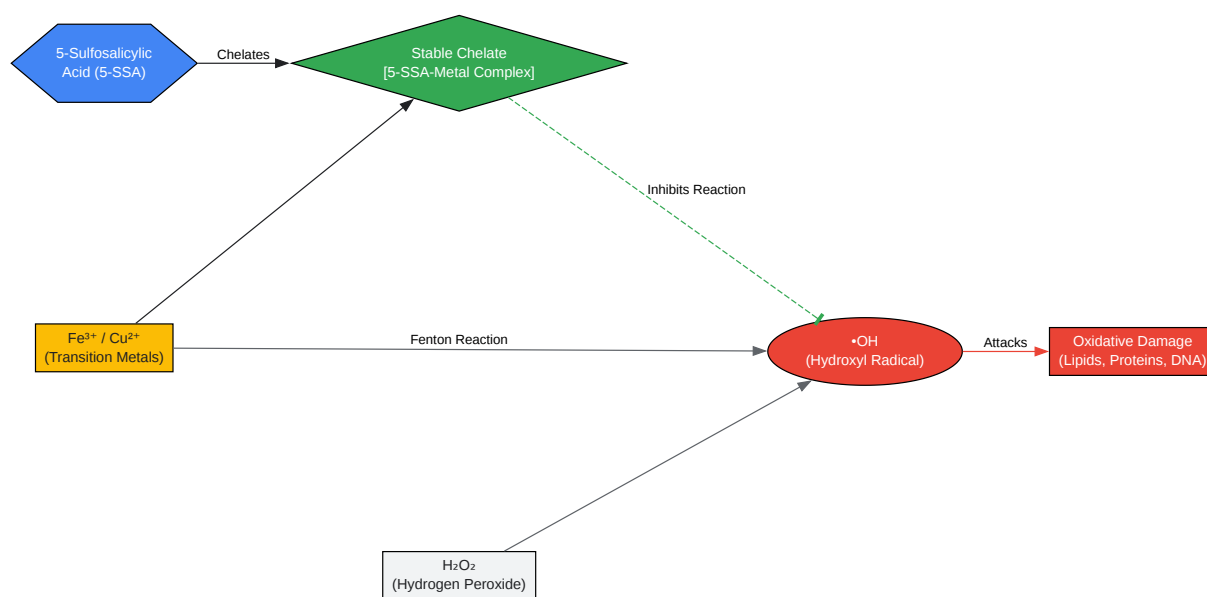 5-Sulfosalicylic
Acid (5-SSA)
Chelates
Stable Chelate
[5-SSA-Metal Complex]
Inhibits Reaction
Fe³⁺ / Cu²⁺
(Transition Metals)
Fenton Reaction
•OH
(Hydroxyl Radical)
Attacks
Oxidative Damage
(Lipids, Proteins, DNA)
H₂O₂
(Hydrogen Peroxide)